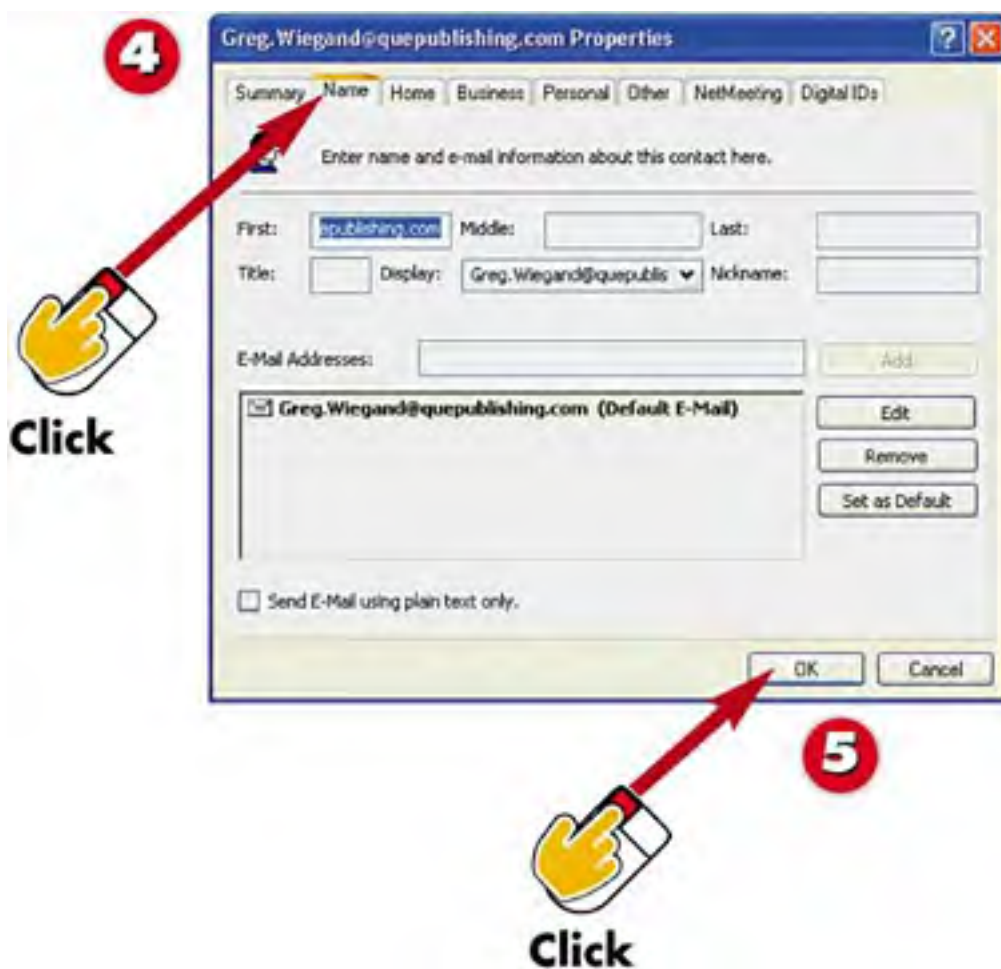 4
Greg.Wiegand@quepublishing.com Properties
Summary Name Home Business Personal Other NetMeeting Digital IDs
Enter name and e-mail information about this contact here.
First: epublishing.com Middle: Last:
Title: Display: Greg.Wiegand@quepublis Nickname:
E-Mail Addresses: Add
Greg.Wiegand@quepublishing.com (Default E-Mail)
Edit
Remove
Set as Default
Send E-Mail using plain text only.
OK Cancel
Click
5
Click